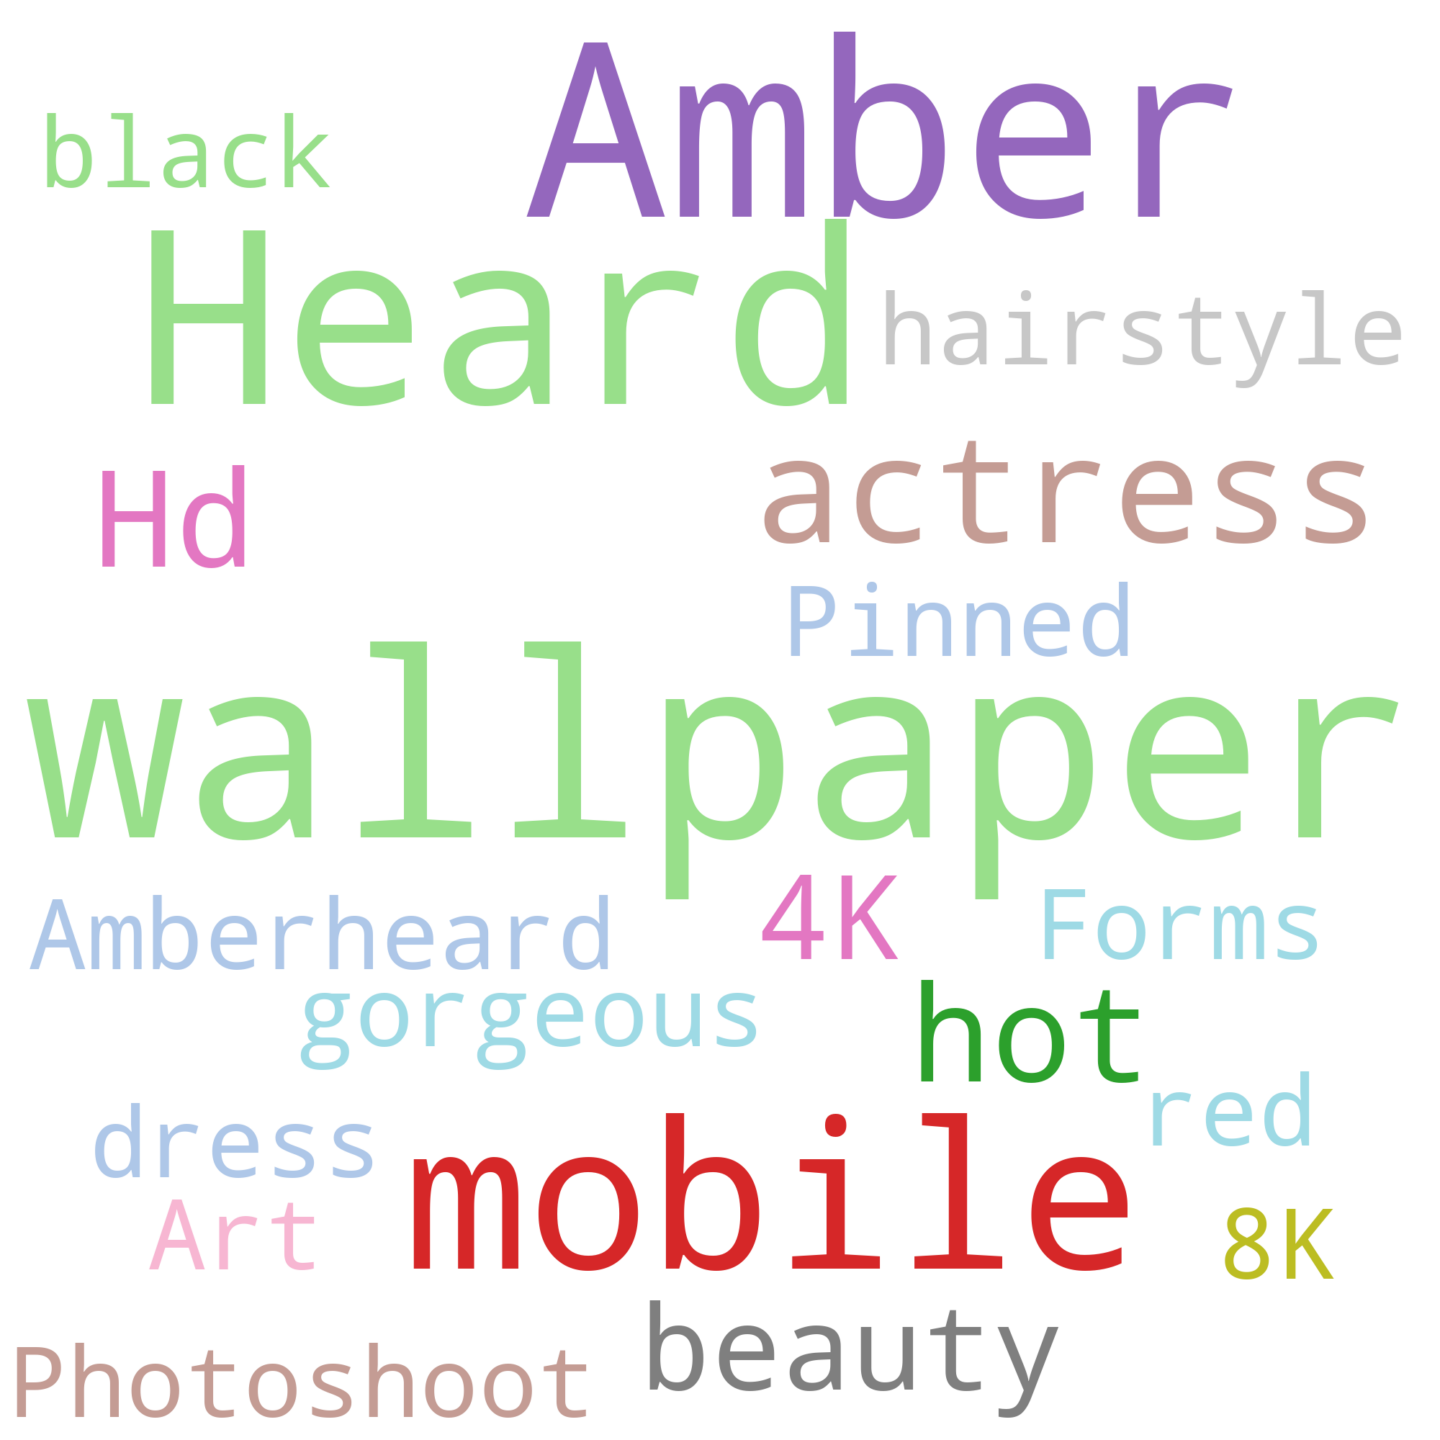 Amber
black
Heard
hairstyle
Hd
actress
Pinned
wallpaper
Amberheard
4K
Forms
gorgeous
hot
red
dress
mobile
Art
8K
beauty
Photoshoot